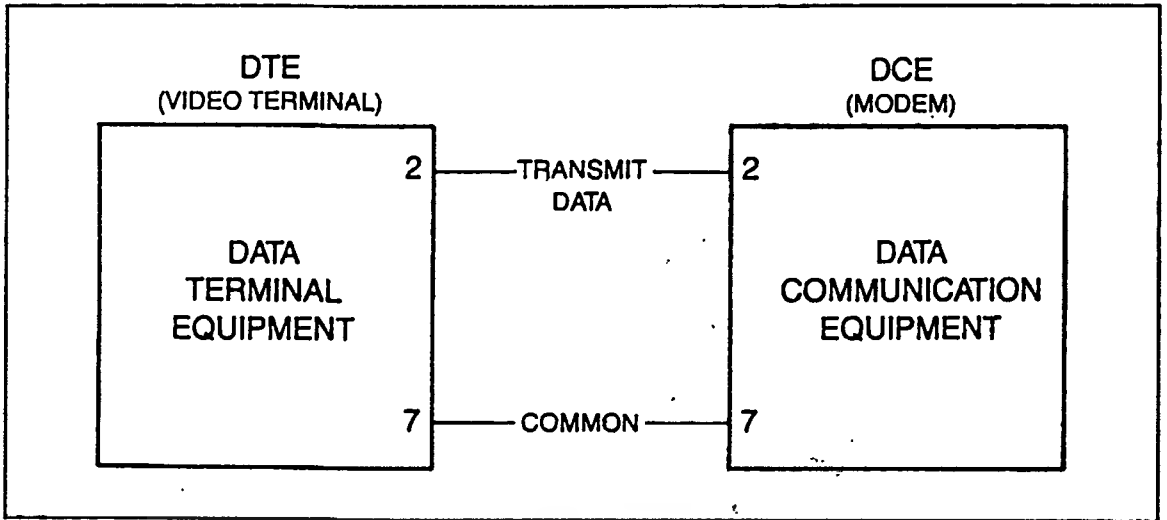 DTE
(VIDEO TERMINAL)
DCE
(MODEM)
2
TRANSMIT
DATA
2
DATA
TERMINAL
EQUIPMENT
DATA
COMMUNICATION
EQUIPMENT
7
COMMON
7